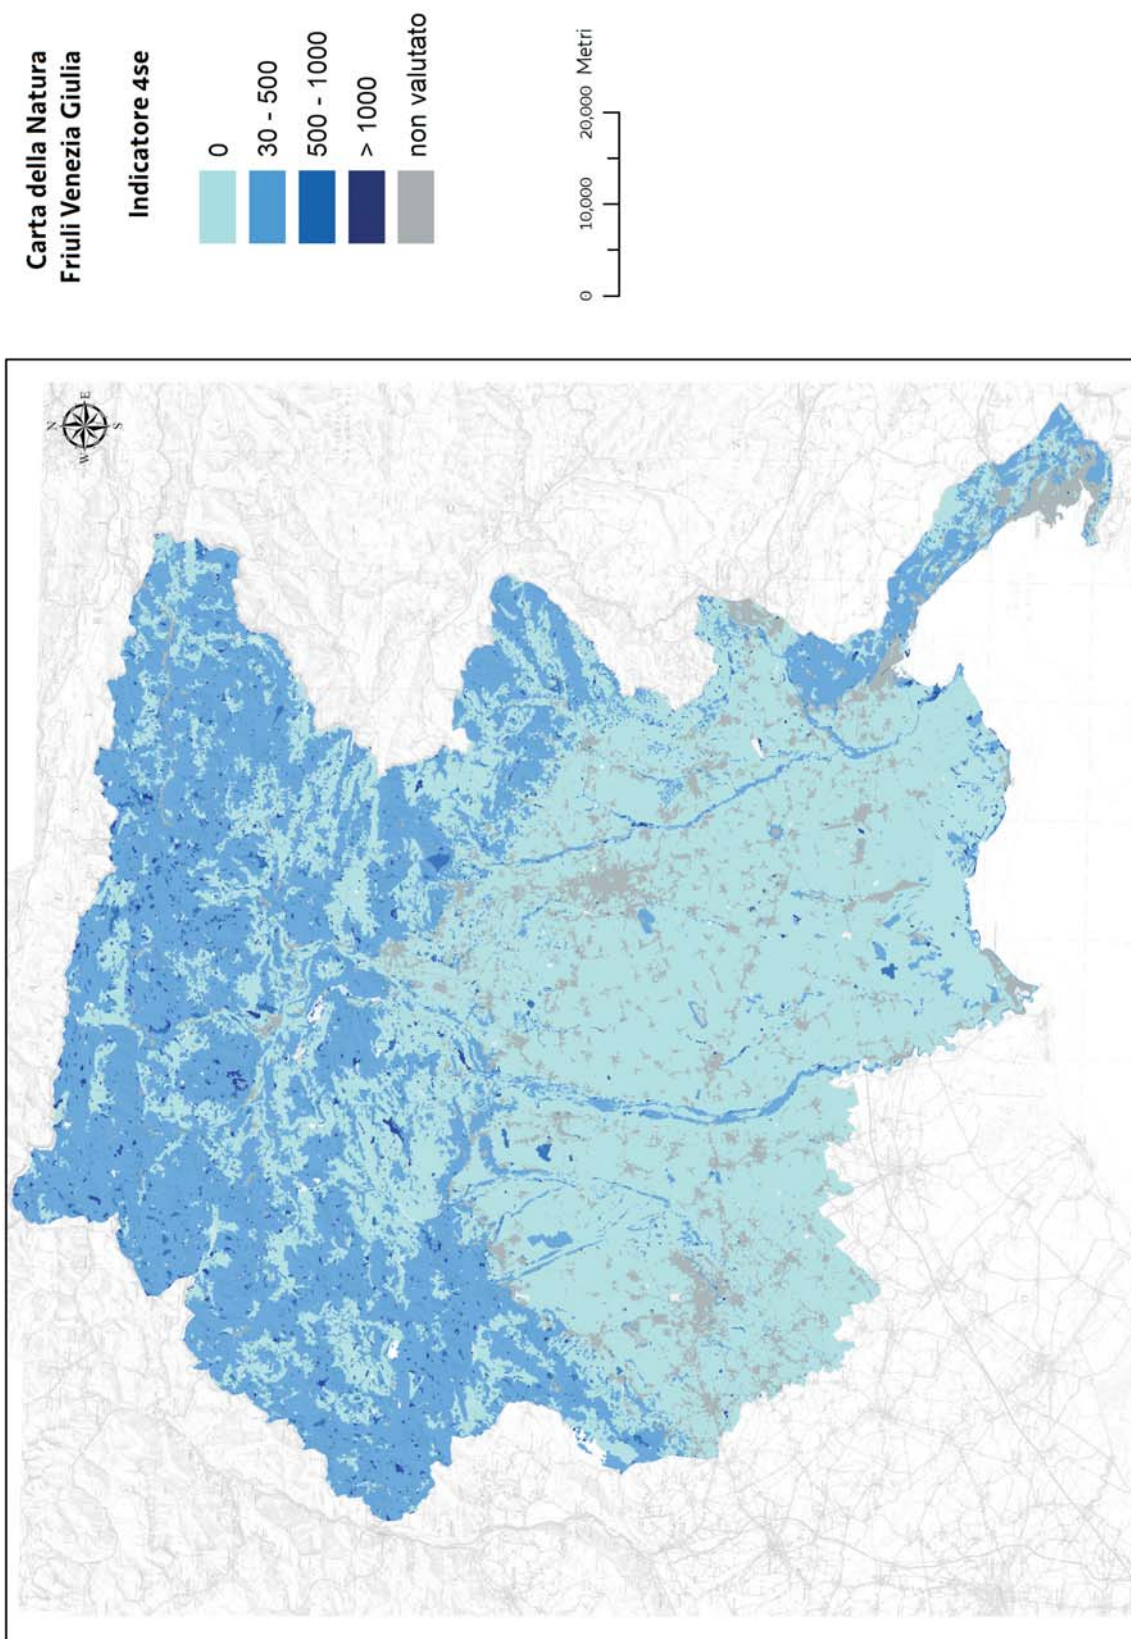 Carta della Natura
Friuli Venezia Giulia
Indicatore 4se
0
30 - 500
500 - 1000
> 1000
non valutato
0 10,000 20,000 Metri
N
W E
S